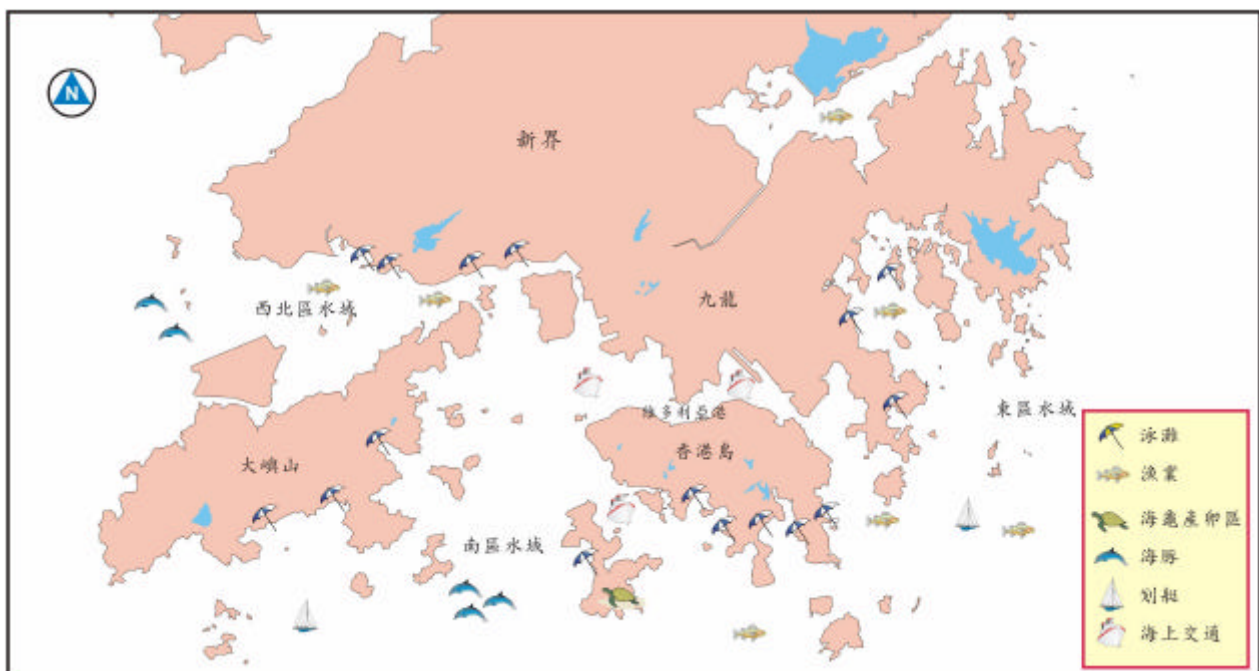 N
新界
西北區水域
九龍
維多利亞港
東區水域
香港島
大嶼山
南區水域
泳灘
漁業
海龜產卵區
海豚
划艇
海上交通